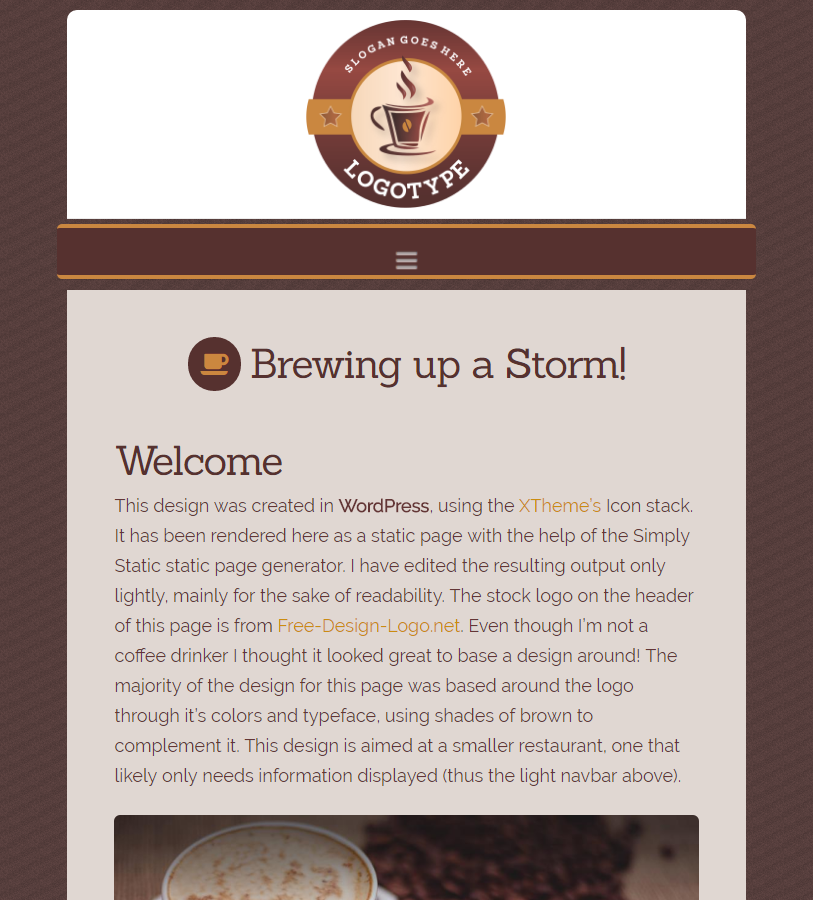 SLOGAN GOES HERE
LOGOTYPE
Brewing up a Storm!
Welcome
This design was created in WordPress, using the XTheme's Icon stack.
It has been rendered here as a static page with the help of the Simply
Static static page generator. I have edited the resulting output only
lightly, mainly for the sake of readability. The stock logo on the header
of this page is from Free-Design-Logo.net. Even though I'm not a
coffee drinker I thought it looked great to base a design around! The
majority of the design for this page was based around the logo
through it's colors and typeface, using shades of brown to
complement it. This design is aimed at a smaller restaurant, one that
likely only needs information displayed (thus the light navbar above).